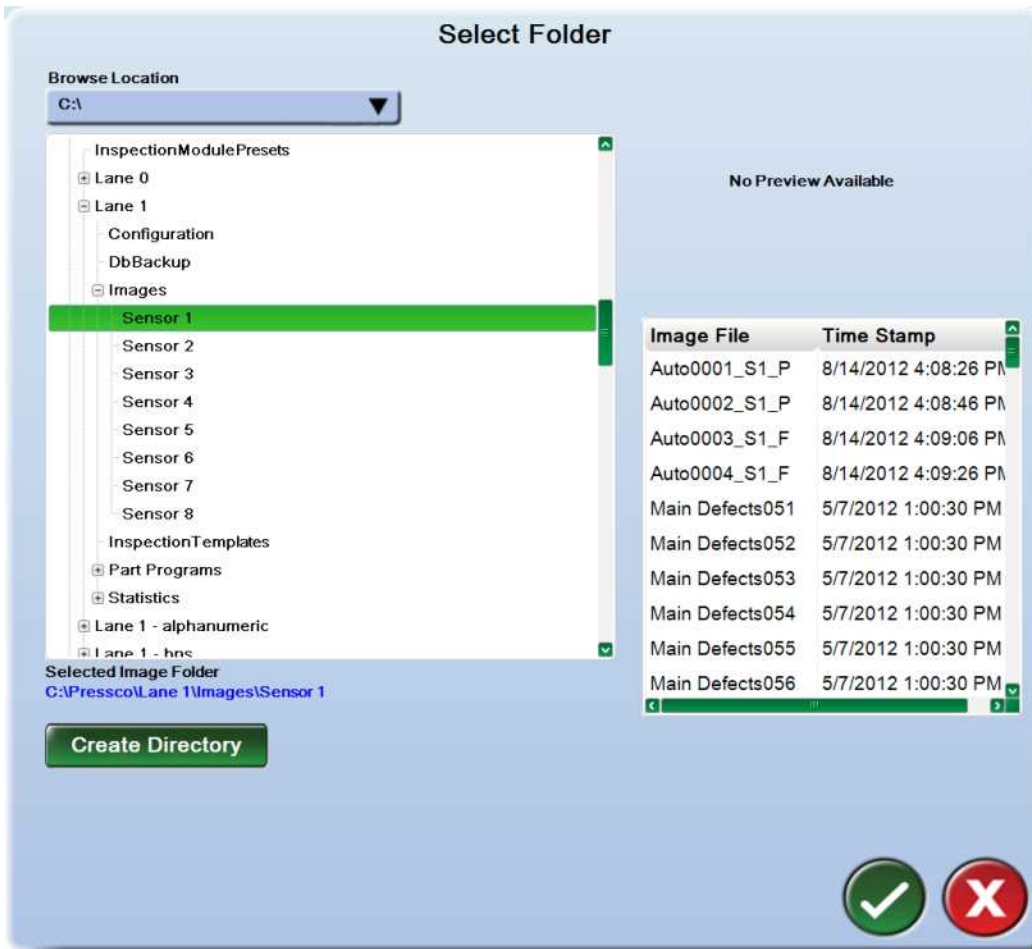 Select Folder
Browse Location
C:\
InspectionModulePresets
Lane 0
Lane 1
Configuration
DbBackup
Images
Sensor 1
Sensor 2
Sensor 3
Sensor 4
Sensor 5
Sensor 6
Sensor 7
Sensor 8
InspectionTemplates
Part Programs
Statistics
Lane 1 - alphanumeric
Lane 1 - bps
Selected Image Folder
C:\Pressco\Lane 1\Images\Sensor 1
Create Directory
No Preview Available
Image File Time Stamp
Auto0001_S1_P 8/14/2012 4:08:26 PM
Auto0002_S1_P 8/14/2012 4:08:46 PM
Auto0003_S1_F 8/14/2012 4:09:06 PM
Auto0004_S1_F 8/14/2012 4:09:26 PM
Main Defects051 5/7/2012 1:00:30 PM
Main Defects052 5/7/2012 1:00:30 PM
Main Defects053 5/7/2012 1:00:30 PM
Main Defects054 5/7/2012 1:00:30 PM
Main Defects055 5/7/2012 1:00:30 PM
Main Defects056 5/7/2012 1:00:30 PM